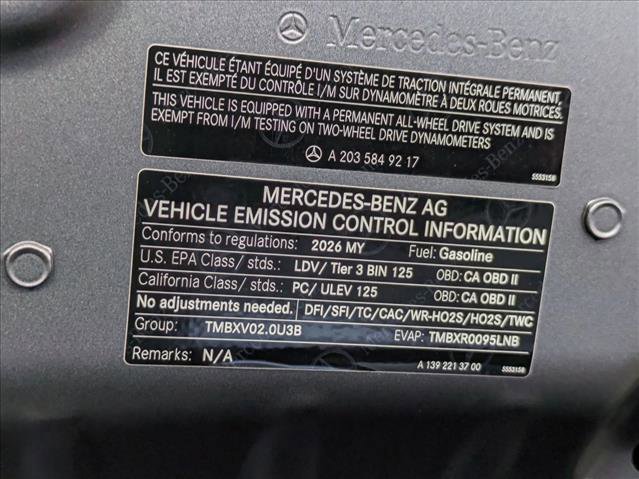 Mercedes-Benz
CE VÉHICULE ÉTANT ÉQUIPÉ D'UN SYSTÈME DE TRACTION INTÉGRALE PERMANENT,
IL EST EXEMPTÉ DU CONTRÔLE I/M SUR DYNAMOMÈTRE À DEUX ROUES MOTRICES.
THIS VEHICLE IS EQUIPPED WITH A PERMANENT ALL-WHEEL DRIVE SYSTEM AND IS
EXEMPT FROM I/M TESTING ON TWO-WHEEL DRIVE DYNAMOMETERS
A 203 584 92 17
5553158
MERCEDES-BENZ AG
VEHICLE EMISSION CONTROL INFORMATION
Conforms to regulations: 2026 MY Fuel: Gasoline
U.S. EPA Class/ stds.: LDV/ Tier 3 BIN 125 OBD: CA OBD II
California Class/ stds.: PC/ ULEV 125 OBD: CA OBD II
No adjustments needed. DFI/SFI/TC/CAC/WR-HO2S/HO2S/TWC
Group: TMBXV02.0U3B EVAP: TMBXR0095LNB
Remarks: N/A A 139 221 37 00 5553158